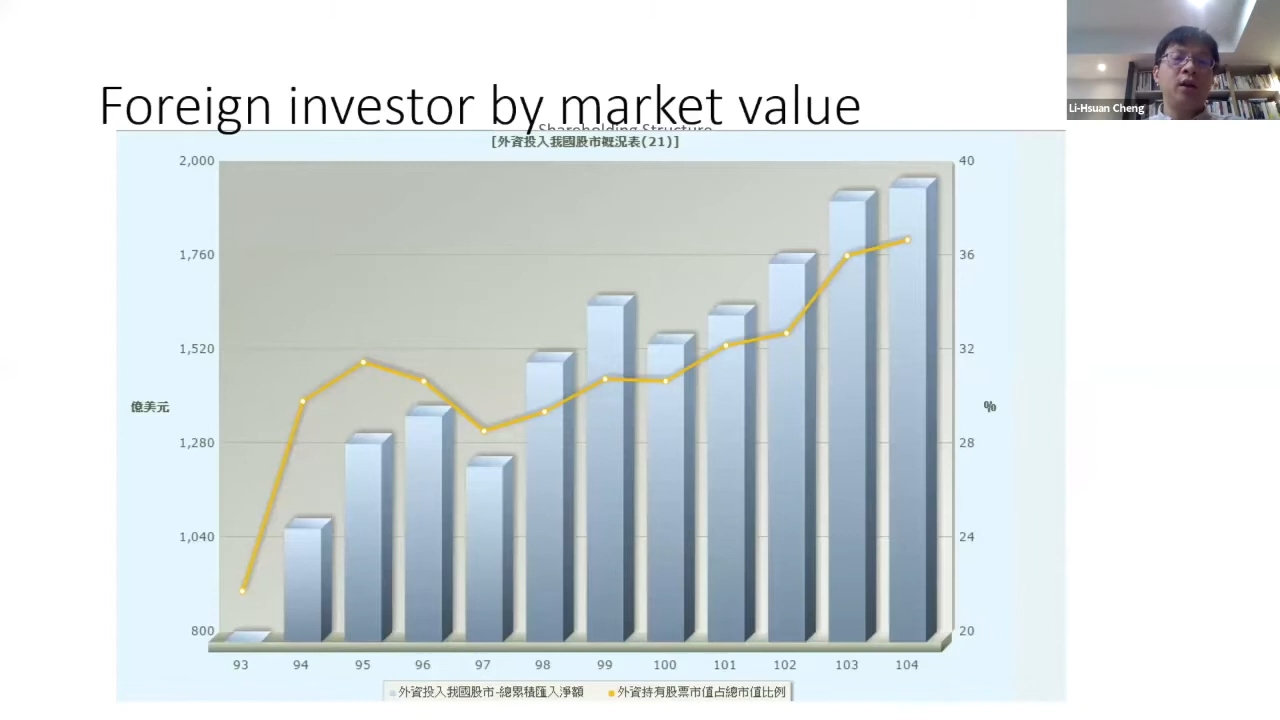 Foreign investor by market value
Li-Hsuan Cheng
Shareholding Structure
[外資投入我國股市概況表(21)]
2,000
40
1,760
36
1,520
32
億美元
%
1,280
28
1,040
24
800
20
93 94 95 96 97 98 99 100 101 102 103 104
外資投入我國股市-總累積匯入淨額 外資持有股票市值占總市值比例